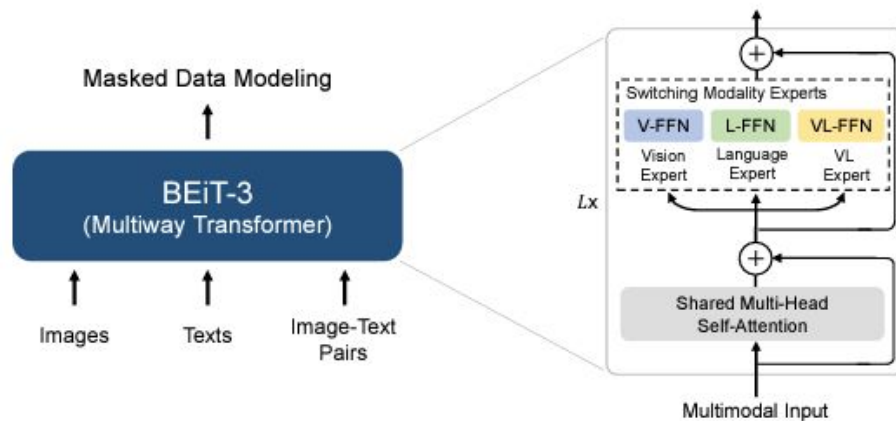 Masked Data Modeling
BEiT-3
(Multiway Transformer)
Images
Texts
Image-Text
Pairs
Switching Modality Experts
V-FFN
L-FFN
VL-FFN
Vision
Expert
Language
Expert
VL
Expert
Lx
Shared Multi-Head
Self-Attention
Multimodal Input